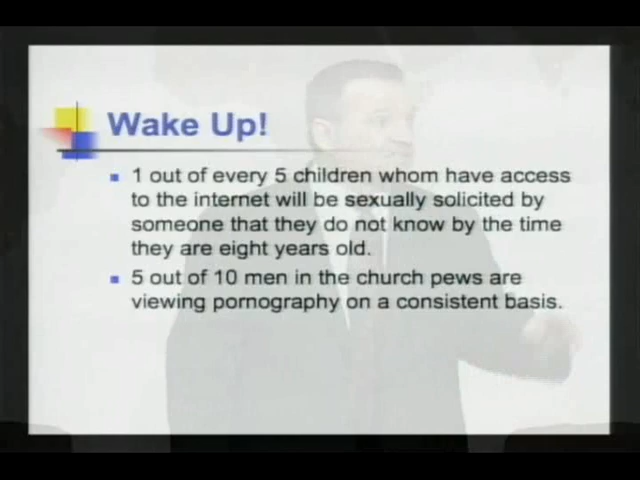 Wake Up!
1 out of every 5 children whom have access
to the internet will be sexually solicited by
someone that they do not know by the time
they are eight years old.
5 out of 10 men in the church pews are
viewing pornography on a consistent basis.